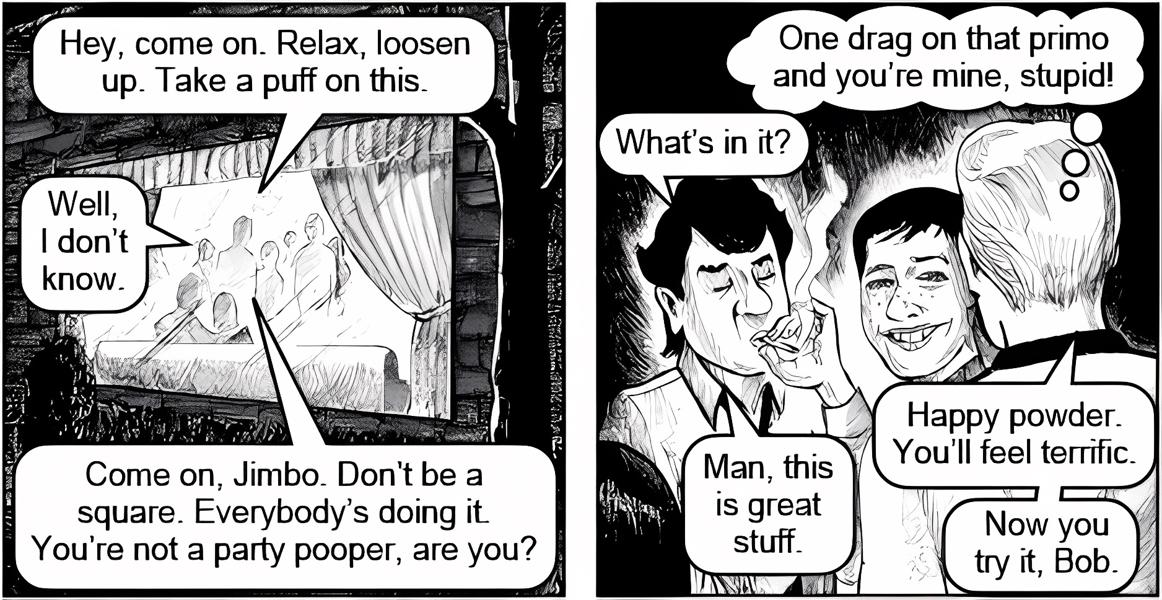 Hey, come on. Relax, loosen
up. Take a puff on this.
Well,
I don't
know.
Come on, Jimbo. Don't be a
square. Everybody's doing it.
You're not a party pooper, are you?
One drag on that primo
and you're mine, stupid!
What's in it?
Happy powder.
You'll feel terrific.
Man, this
is great
stuff.
Now you
try it, Bob.